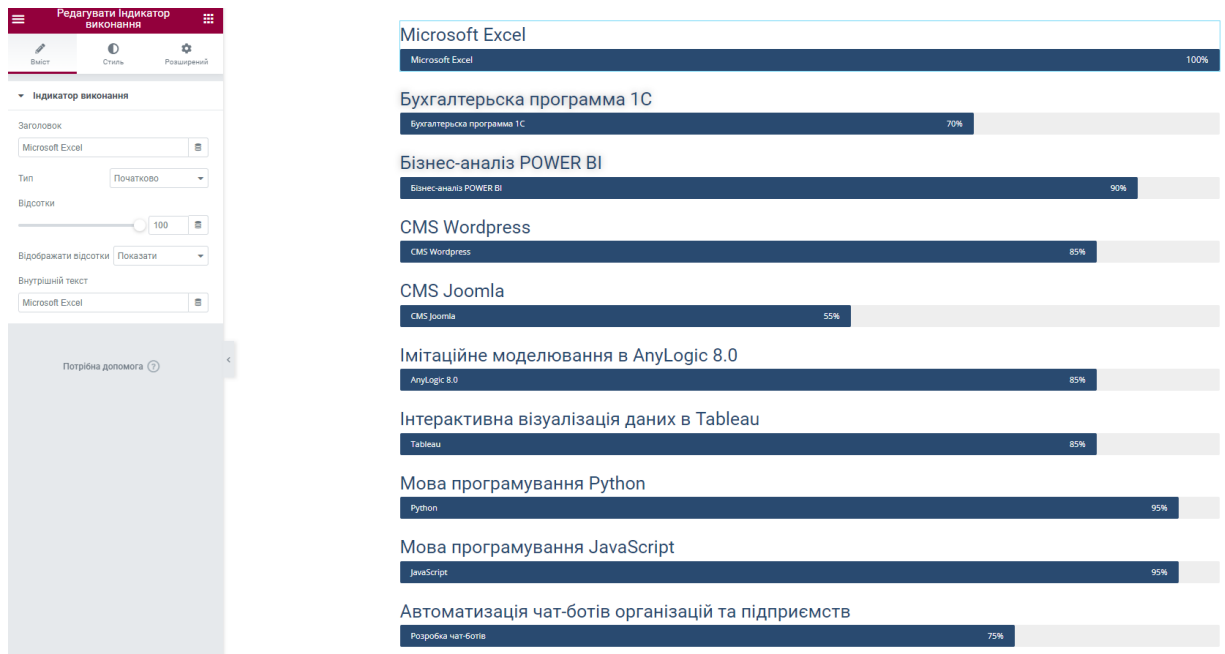 Редагувати Індикатор
виконання
Вміст
Стиль
Розширений
Індикатор виконання
Заголовок
Microsoft Excel
Тип
Початково
Відсотки
100
Відображати відсотки
Показати
Внутрішній текст
Microsoft Excel
Потрібна допомога ?
Microsoft Excel
Microsoft Excel 100%
Бухгалтерьска программа 1С
Бухгалтерьска программа 1С 70%
Бізнес-аналіз POWER BI
Бізнес-аналіз POWER BI 90%
CMS Wordpress
CMS Wordpress 85%
CMS Joomla
CMS Joomla 55%
Імітаційне моделювання в AnyLogic 8.0
AnyLogic 8.0 85%
Інтерактивна візуалізація даних в Tableau
Tableau 85%
Мова програмування Python
Python 95%
Мова програмування JavaScript
JavaScript 95%
Автоматизація чат-ботів організацій та підприємств
Розробка чат-ботів 75%